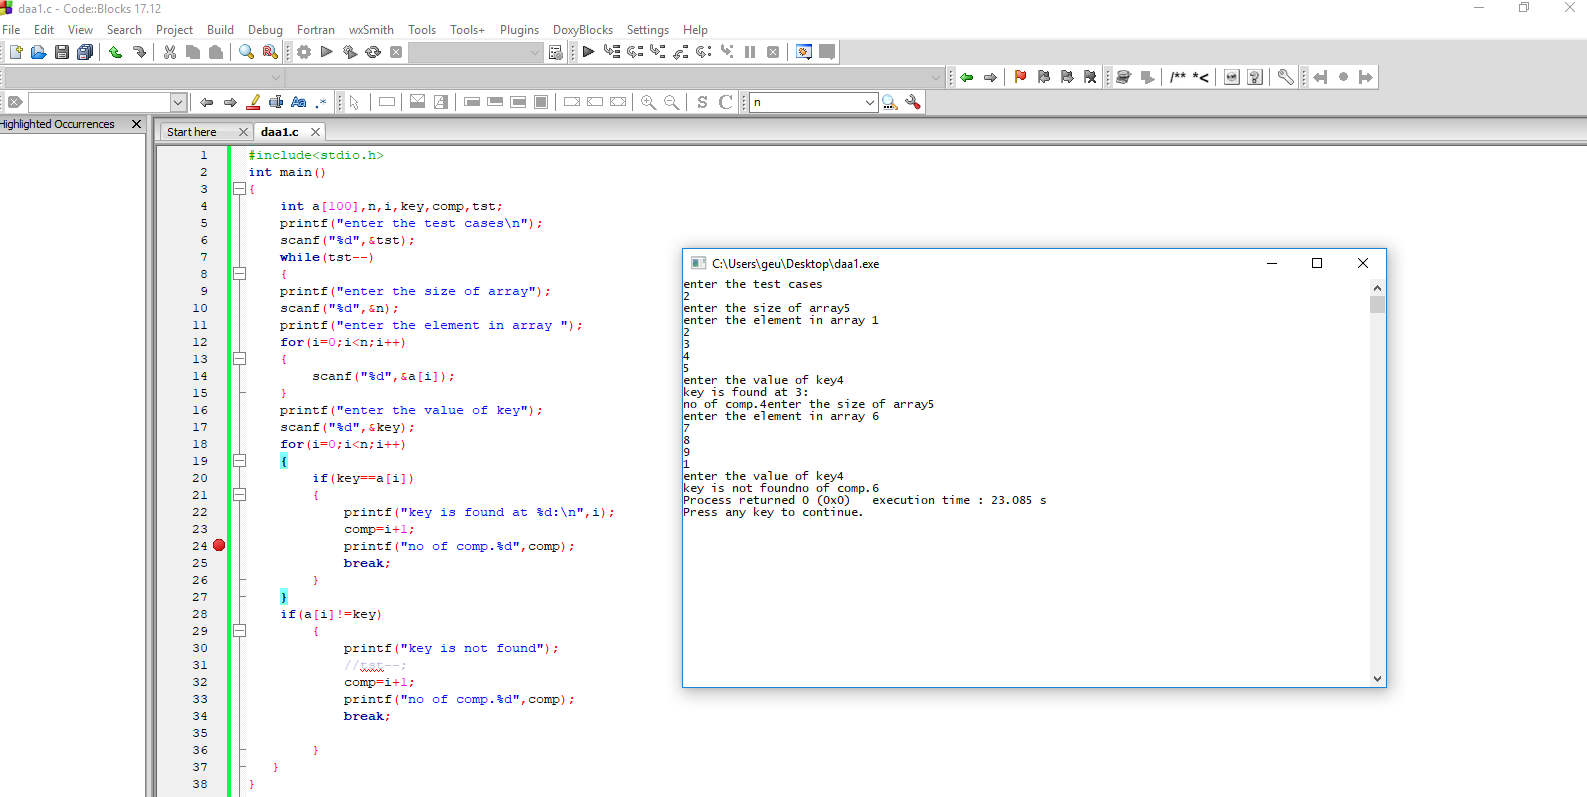 daa1.c - Code::Blocks 17.12
File Edit View Search Project Build Debug Fortran wxSmith Tools Tools+ Plugins DoxyBlocks Settings Help
/** *<
Aa .*
S C n
Highlighted Occurrences
Start here daa1.c
1 #include<stdio.h>
2 int main()
3 {
4 int a[100],n,i,key,comp,tst;
5 printf("enter the test cases\n");
6 scanf("%d",&tst);
7 while(tst--)
8 {
9 printf("enter the size of array");
10 scanf("%d",&n);
11 printf("enter the element in array ");
12 for(i=0;i<n;i++)
13 {
14 scanf("%d",&a[i]);
15 }
16 printf("enter the value of key");
17 scanf("%d",&key);
18 for(i=0;i<n;i++)
19 {
20 if(key==a[i])
21 {
22 printf("key is found at %d:\n",i);
23 comp=i+1;
24 printf("no of comp.%d",comp);
25 break;
26 }
27 }
28 if(a[i]!=key)
29 {
30 printf("key is not found");
31 //tst--;
32 comp=i+1;
33 printf("no of comp.%d",comp);
34 break;
35
36 }
37 }
38 }
C:\Users\geu\Desktop\daa1.exe
enter the test cases
2
enter the size of array5
enter the element in array 1
2
3
4
5
enter the value of key4
key is found at 3:
no of comp.4enter the size of array5
enter the element in array 6
7
8
9
1
enter the value of key4
key is not foundno of comp.6
Process returned 0 (0x0) execution time : 23.085 s
Press any key to continue.